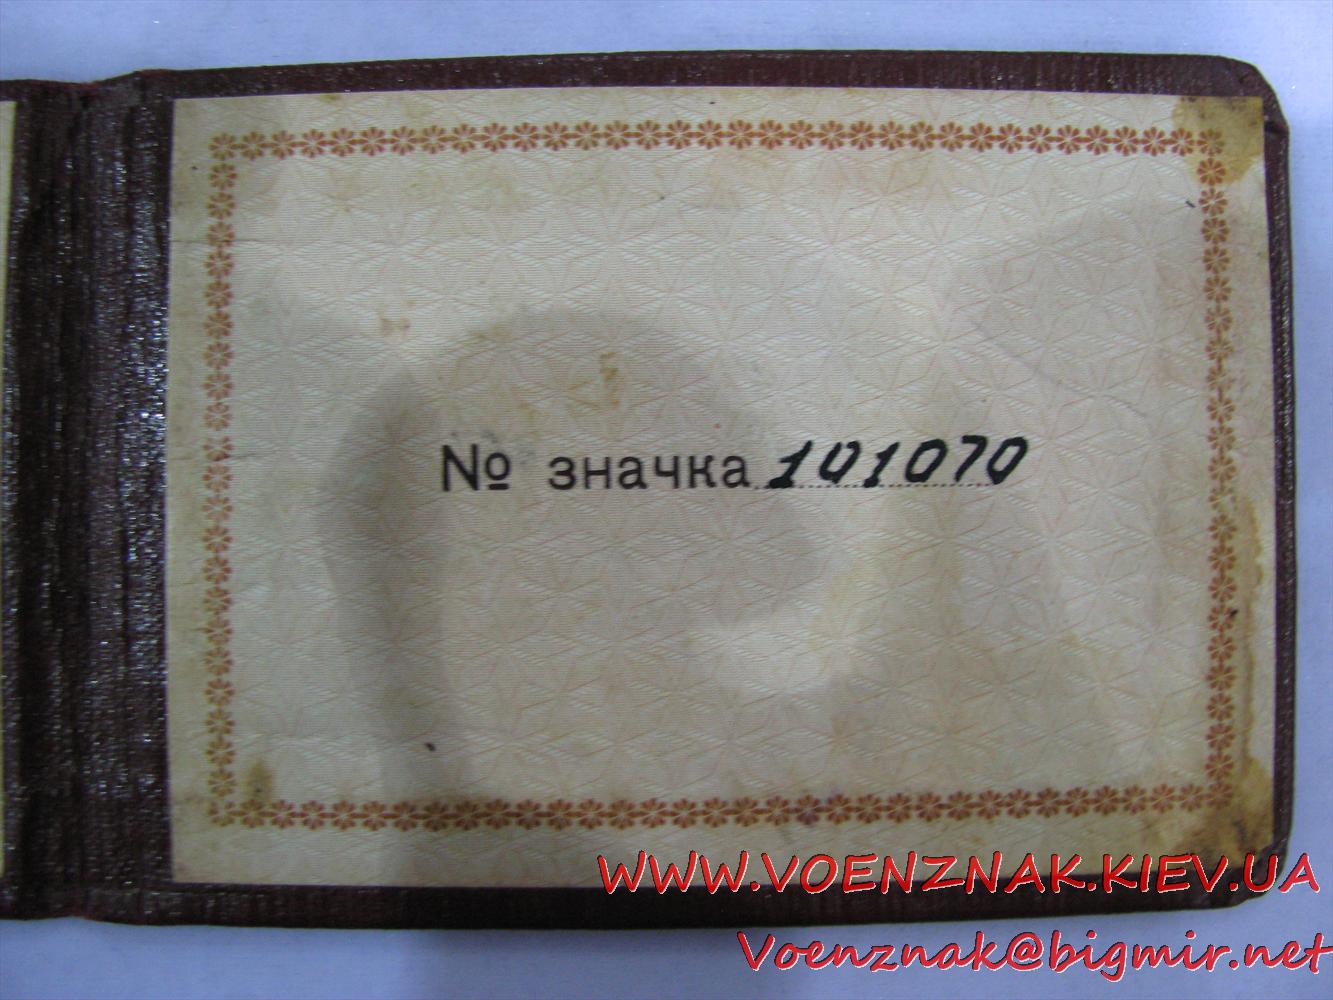 № значка 101070
WWW.VOENZNAK.KIEV.UA
Voenznak@bigmir.net